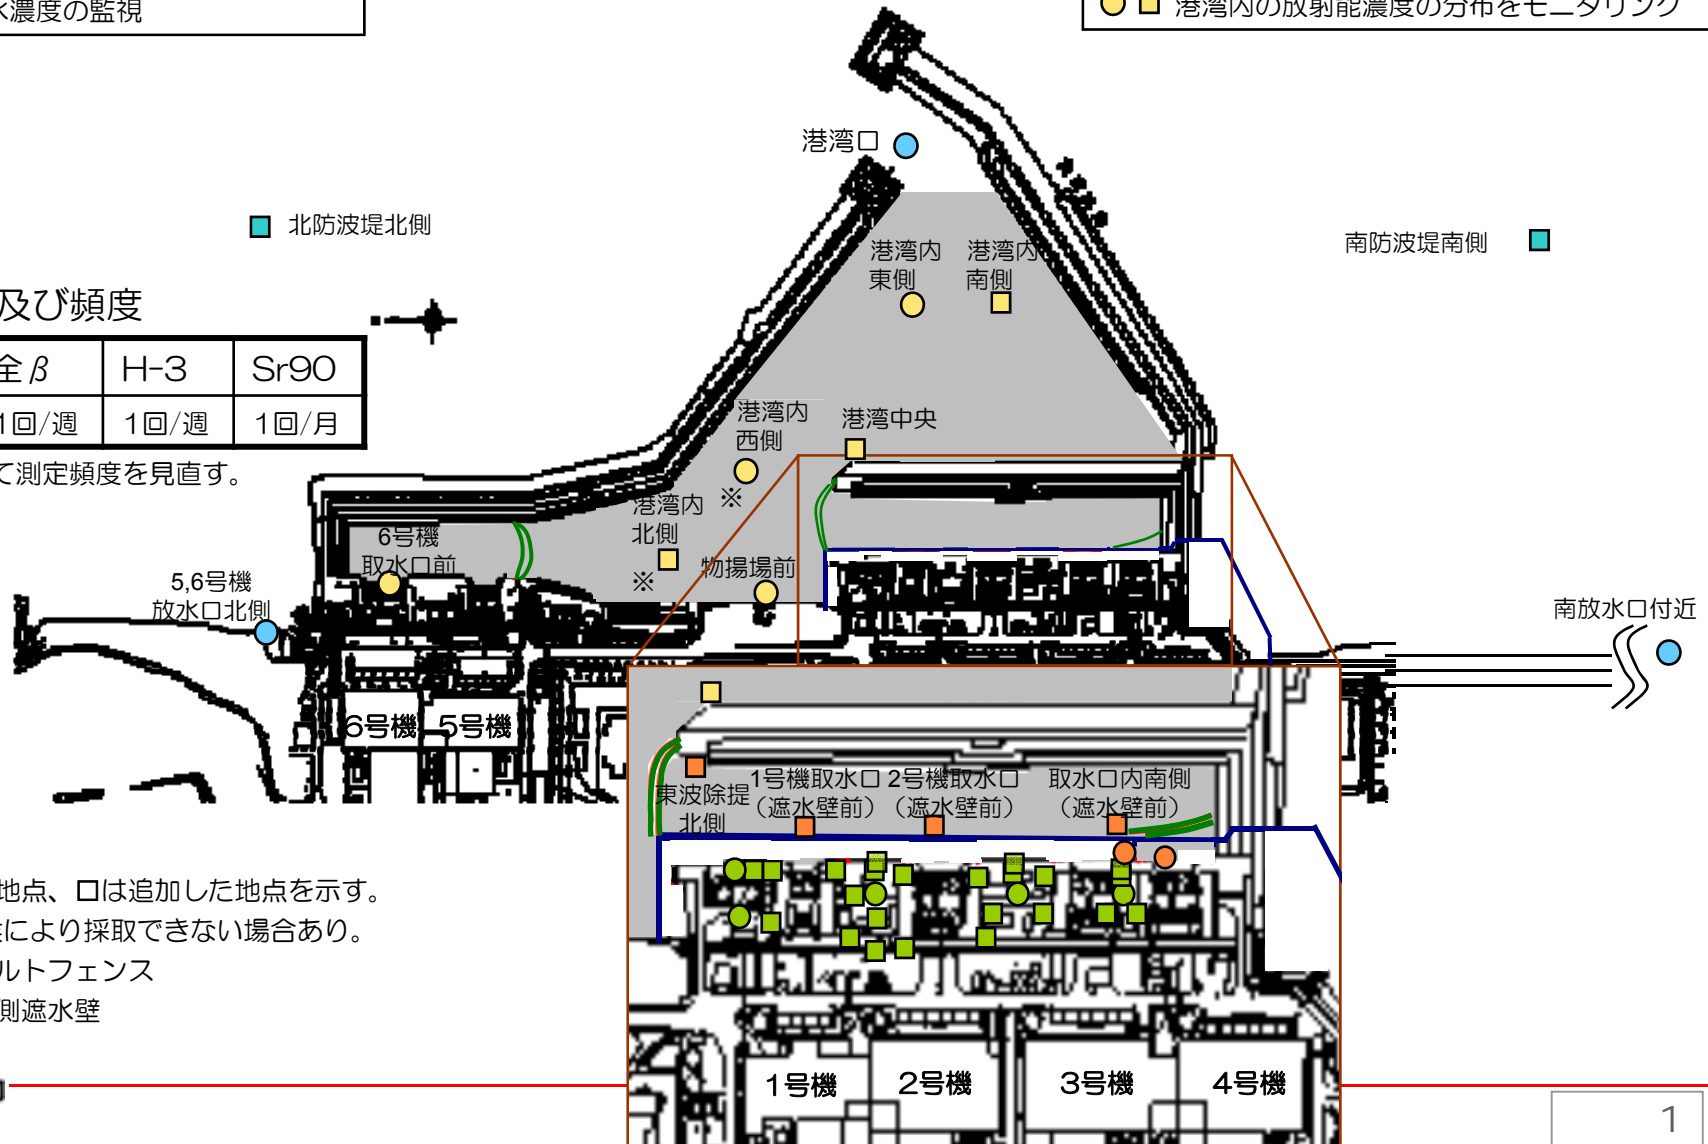 水濃度の監視
港湾内の放射能濃度の分布をモニタリング
港湾口
北防波堤北側
南防波堤南側
港湾内
東側
港湾内
南側
及び頻度
全β H-3 Sr90
1回/週 1回/週 1回/月
て測定頻度を見直す。
港湾内
西側
※
港湾中央
港湾内
北側
※
物揚場前
6号機
取水口前
5,6号機
放水口北側
南放水口付近
6号機
5号機
東波除堤
北側
1号機取水口
（遮水壁前）
2号機取水口
（遮水壁前）
取水口内南側
（遮水壁前）
地点、□は追加した地点を示す。
により採取できない場合あり。
ルトフェンス
側遮水壁
1号機
2号機
3号機
4号機
1